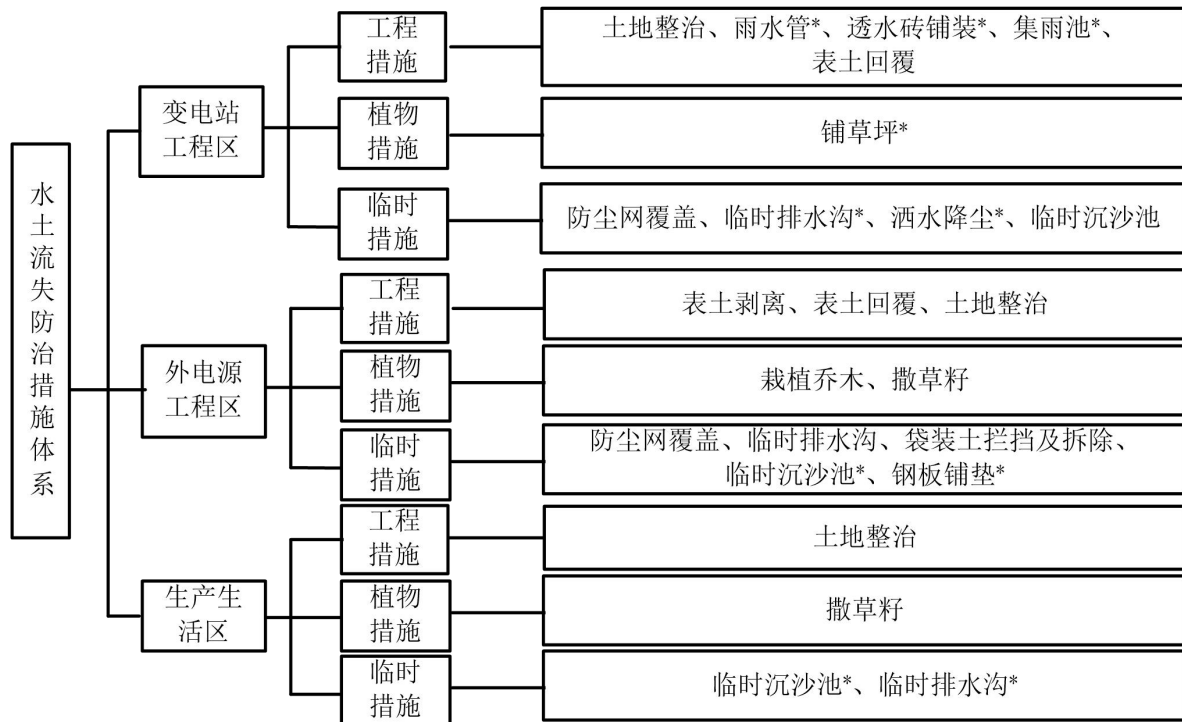 水土流失防治措施体系
变电站
工程区
工程
措施
土地整治、雨水管*、透水砖铺装*、集雨池*、
表土回覆
植物
措施
铺草坪*
临时
措施
防尘网覆盖、临时排水沟*、洒水降尘*、临时沉沙池
外电源
工程区
工程
措施
表土剥离、表土回覆、土地整治
植物
措施
栽植乔木、撒草籽
临时
措施
防尘网覆盖、临时排水沟、袋装土拦挡及拆除、
临时沉沙池*、钢板铺垫*
生产生
活区
工程
措施
土地整治
植物
措施
撒草籽
临时
措施
临时沉沙池*、临时排水沟*